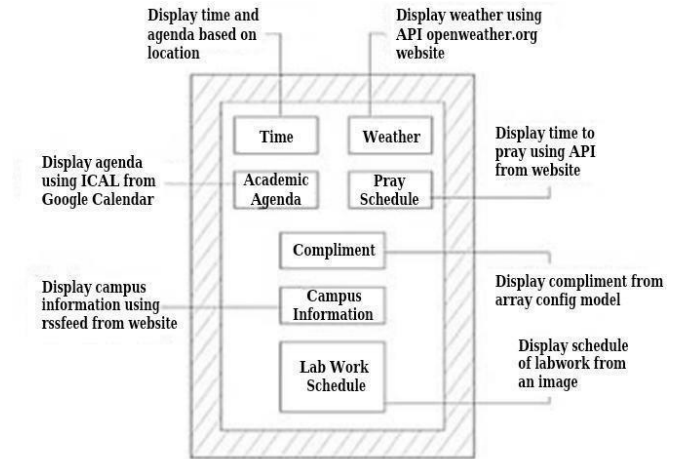 Display time and
agenda based on
location
Display weather using
API openweather.org
website
Time
Weather
Display time to
pray using API
from website
Display agenda
using ICAL from
Google Calendar
Academic
Agenda
Pray
Schedule
Compliment
Display compliment from
array config model
Display campus
information using
rssfeed from website
Campus
Information
Display schedule
of labwork from
an image
Lab Work
Schedule